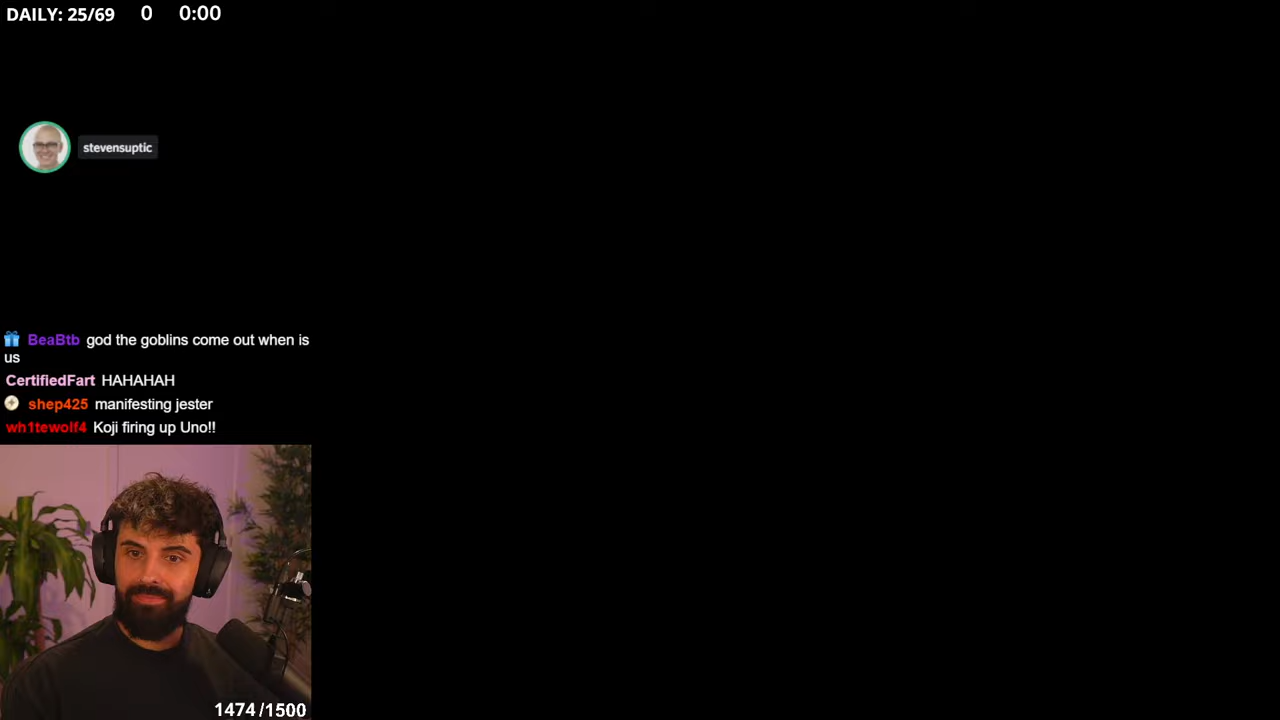 DAILY: 25/69 0 0:00
stevensuptic
BeaBtb god the goblins come out when is
us
CertifiedFart HAHAHAH
shep425 manifesting jester
wh1tewolf4 Koji firing up Uno!!
1474/1500